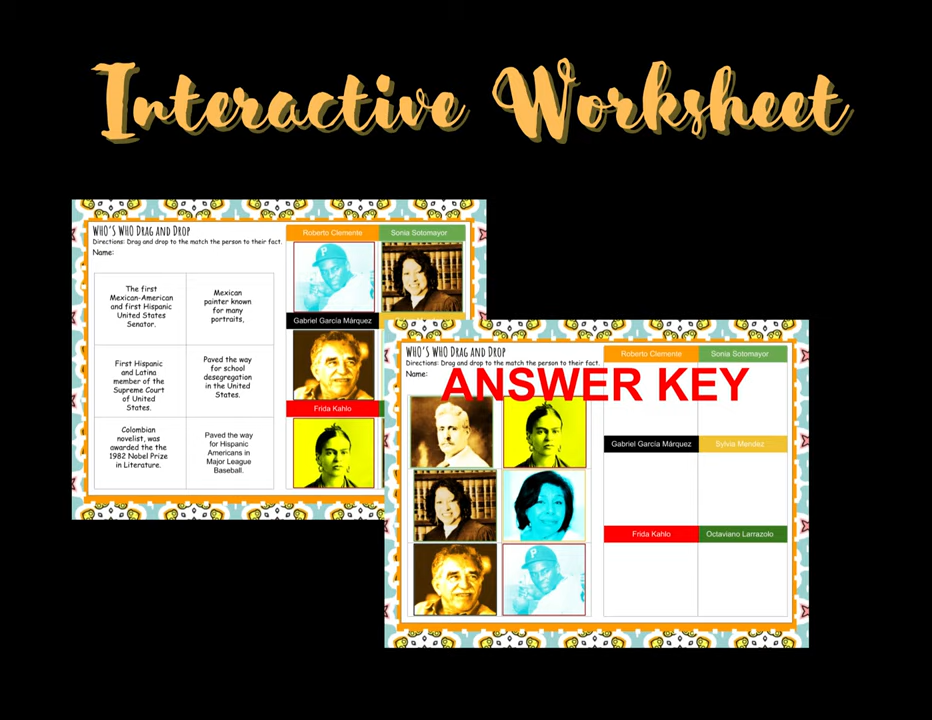 Interactive Worksheet
WHO'S WHO Drag and Drop
Directions: Drag and drop to the match the person to their fact.
Name:
The first
Mexican-American
and first Hispanic
United States
Senator.
Mexican
painter known
for many
portraits,
First Hispanic
and Latina
member of the
Supreme Court
of United
States.
Paved the way
for school
desegregation
in the United
States.
Colombian
novelist, was
awarded the the
1982 Nobel Prize
in Literature.
Paved the way
for Hispanic
Americans in
Major League
Baseball.
Roberto Clemente
Sonia Sotomayor
P
Gabriel García Márquez
Frida Kahlo
WHO'S WHO Drag and Drop
Directions: Drag and drop to the match the person to their fact.
Name:
ANSWER KEY
Roberto Clemente
Sonia Sotomayor
Gabriel García Márquez
Sylvia Mendez
Frida Kahlo
Octaviano Larrazolo
P